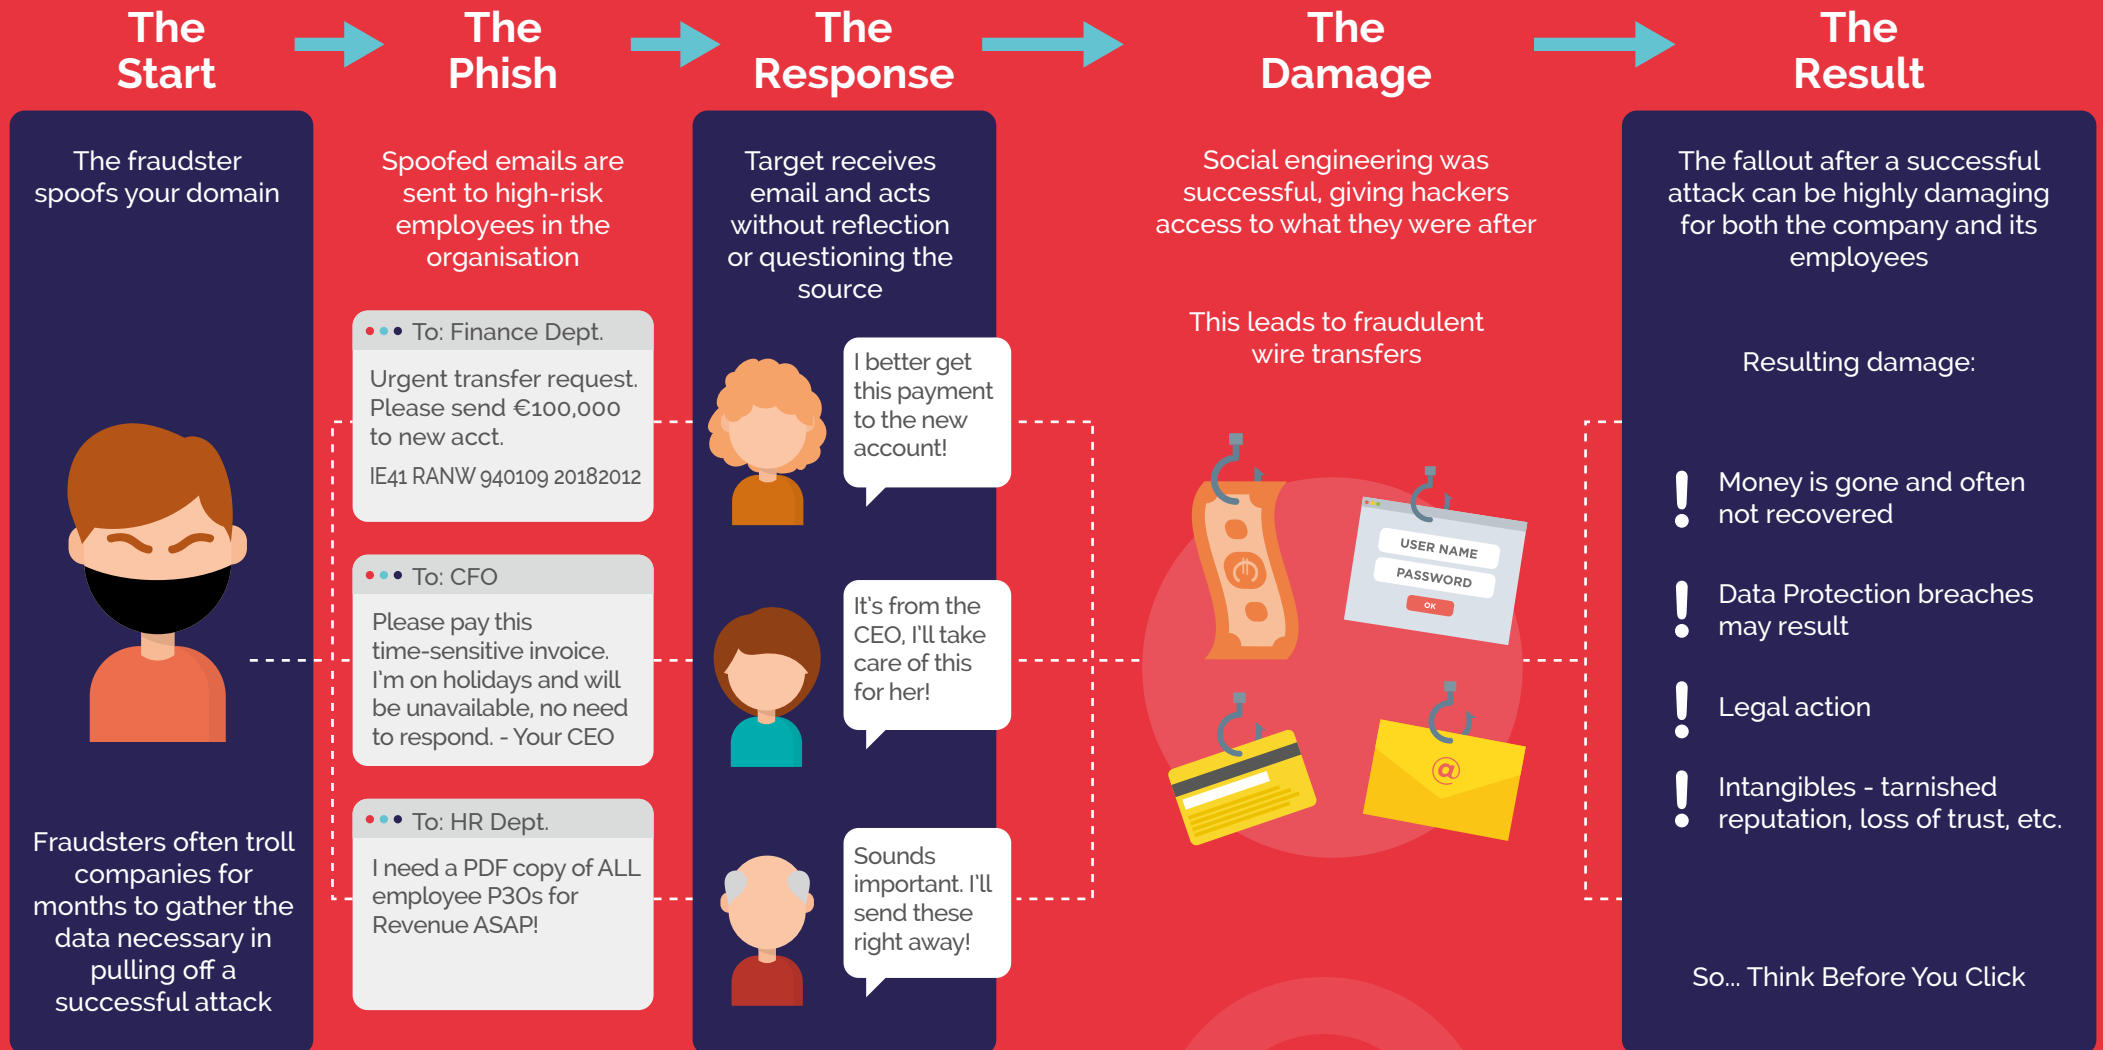 The
Start
The
Phish
The
Response
The
Damage
The
Result
The fraudster
spoofs your domain
Fraudsters often troll
companies for
months to gather the
data necessary in
pulling off a
successful attack
Spoofed emails are
sent to high-risk
employees in the
organisation
To: Finance Dept.
Urgent transfer request.
Please send €100,000
to new acct.
IE41 RANW 940109 20182012
To: CFO
Please pay this
time-sensitive invoice.
I'm on holidays and will
be unavailable, no need
to respond. - Your CEO
To: HR Dept.
I need a PDF copy of ALL
employee P30s for
Revenue ASAP!
Target receives
email and acts
without reflection
or questioning the
source
I better get
this payment
to the new
account!
It's from the
CEO, I'll take
care of this
for her!
Sounds
important. I'll
send these
right away!
Social engineering was
successful, giving hackers
access to what they were after
This leads to fraudulent
wire transfers
USER NAME
PASSWORD
OK
@
The fallout after a successful
attack can be highly damaging
for both the company and its
employees
Resulting damage:
! Money is gone and often
not recovered
! Data Protection breaches
may result
! Legal action
! Intangibles - tarnished
reputation, loss of trust, etc.
So... Think Before You Click